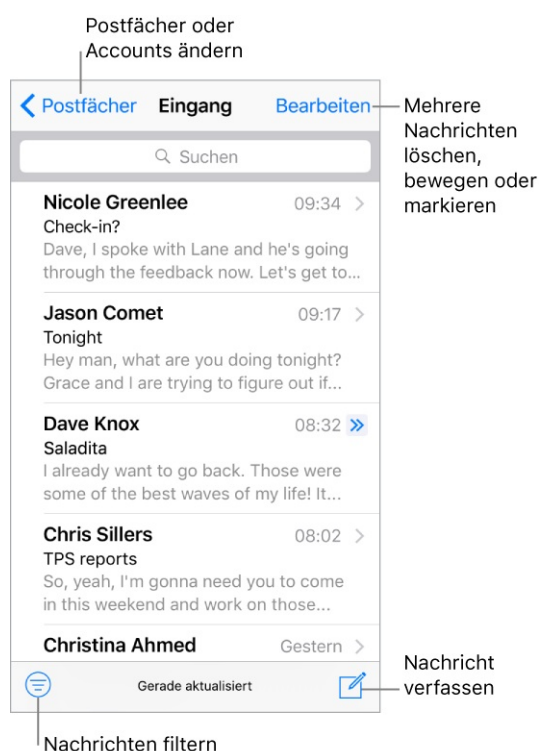 Postfächer oder
Accounts ändern
Postfächer Eingang Bearbeiten
Mehrere
Nachrichten
löschen,
bewegen oder
markieren
Suchen
Nicole Greenlee 09:34
Check-in?
Dave, I spoke with Lane and he's going
through the feedback now. Let's get to...
Jason Comet 09:17
Tonight
Hey man, what are you doing tonight?
Grace and I are trying to figure out if...
Dave Knox 08:32
Saladita
I already want to go back. Those were
some of the best waves of my life! It...
Chris Sillers 08:02
TPS reports
So, yeah, I'm gonna need you to come
in this weekend and work on those...
Christina Ahmed Gestern
Gerade aktualisiert
Nachricht
verfassen
Nachrichten filtern